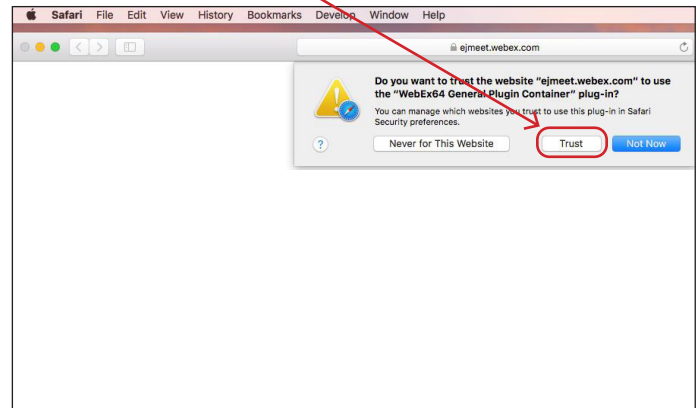 Safari File Edit View History Bookmarks Develop Window Help
ejmeet.webex.com
Do you want to trust the website “ejmeet.webex.com” to use
the “WebEx64 General Plugin Container” plug-in?
You can manage which websites you trust to use this plug-in in Safari
Security preferences.
? Never for This Website Trust Not Now